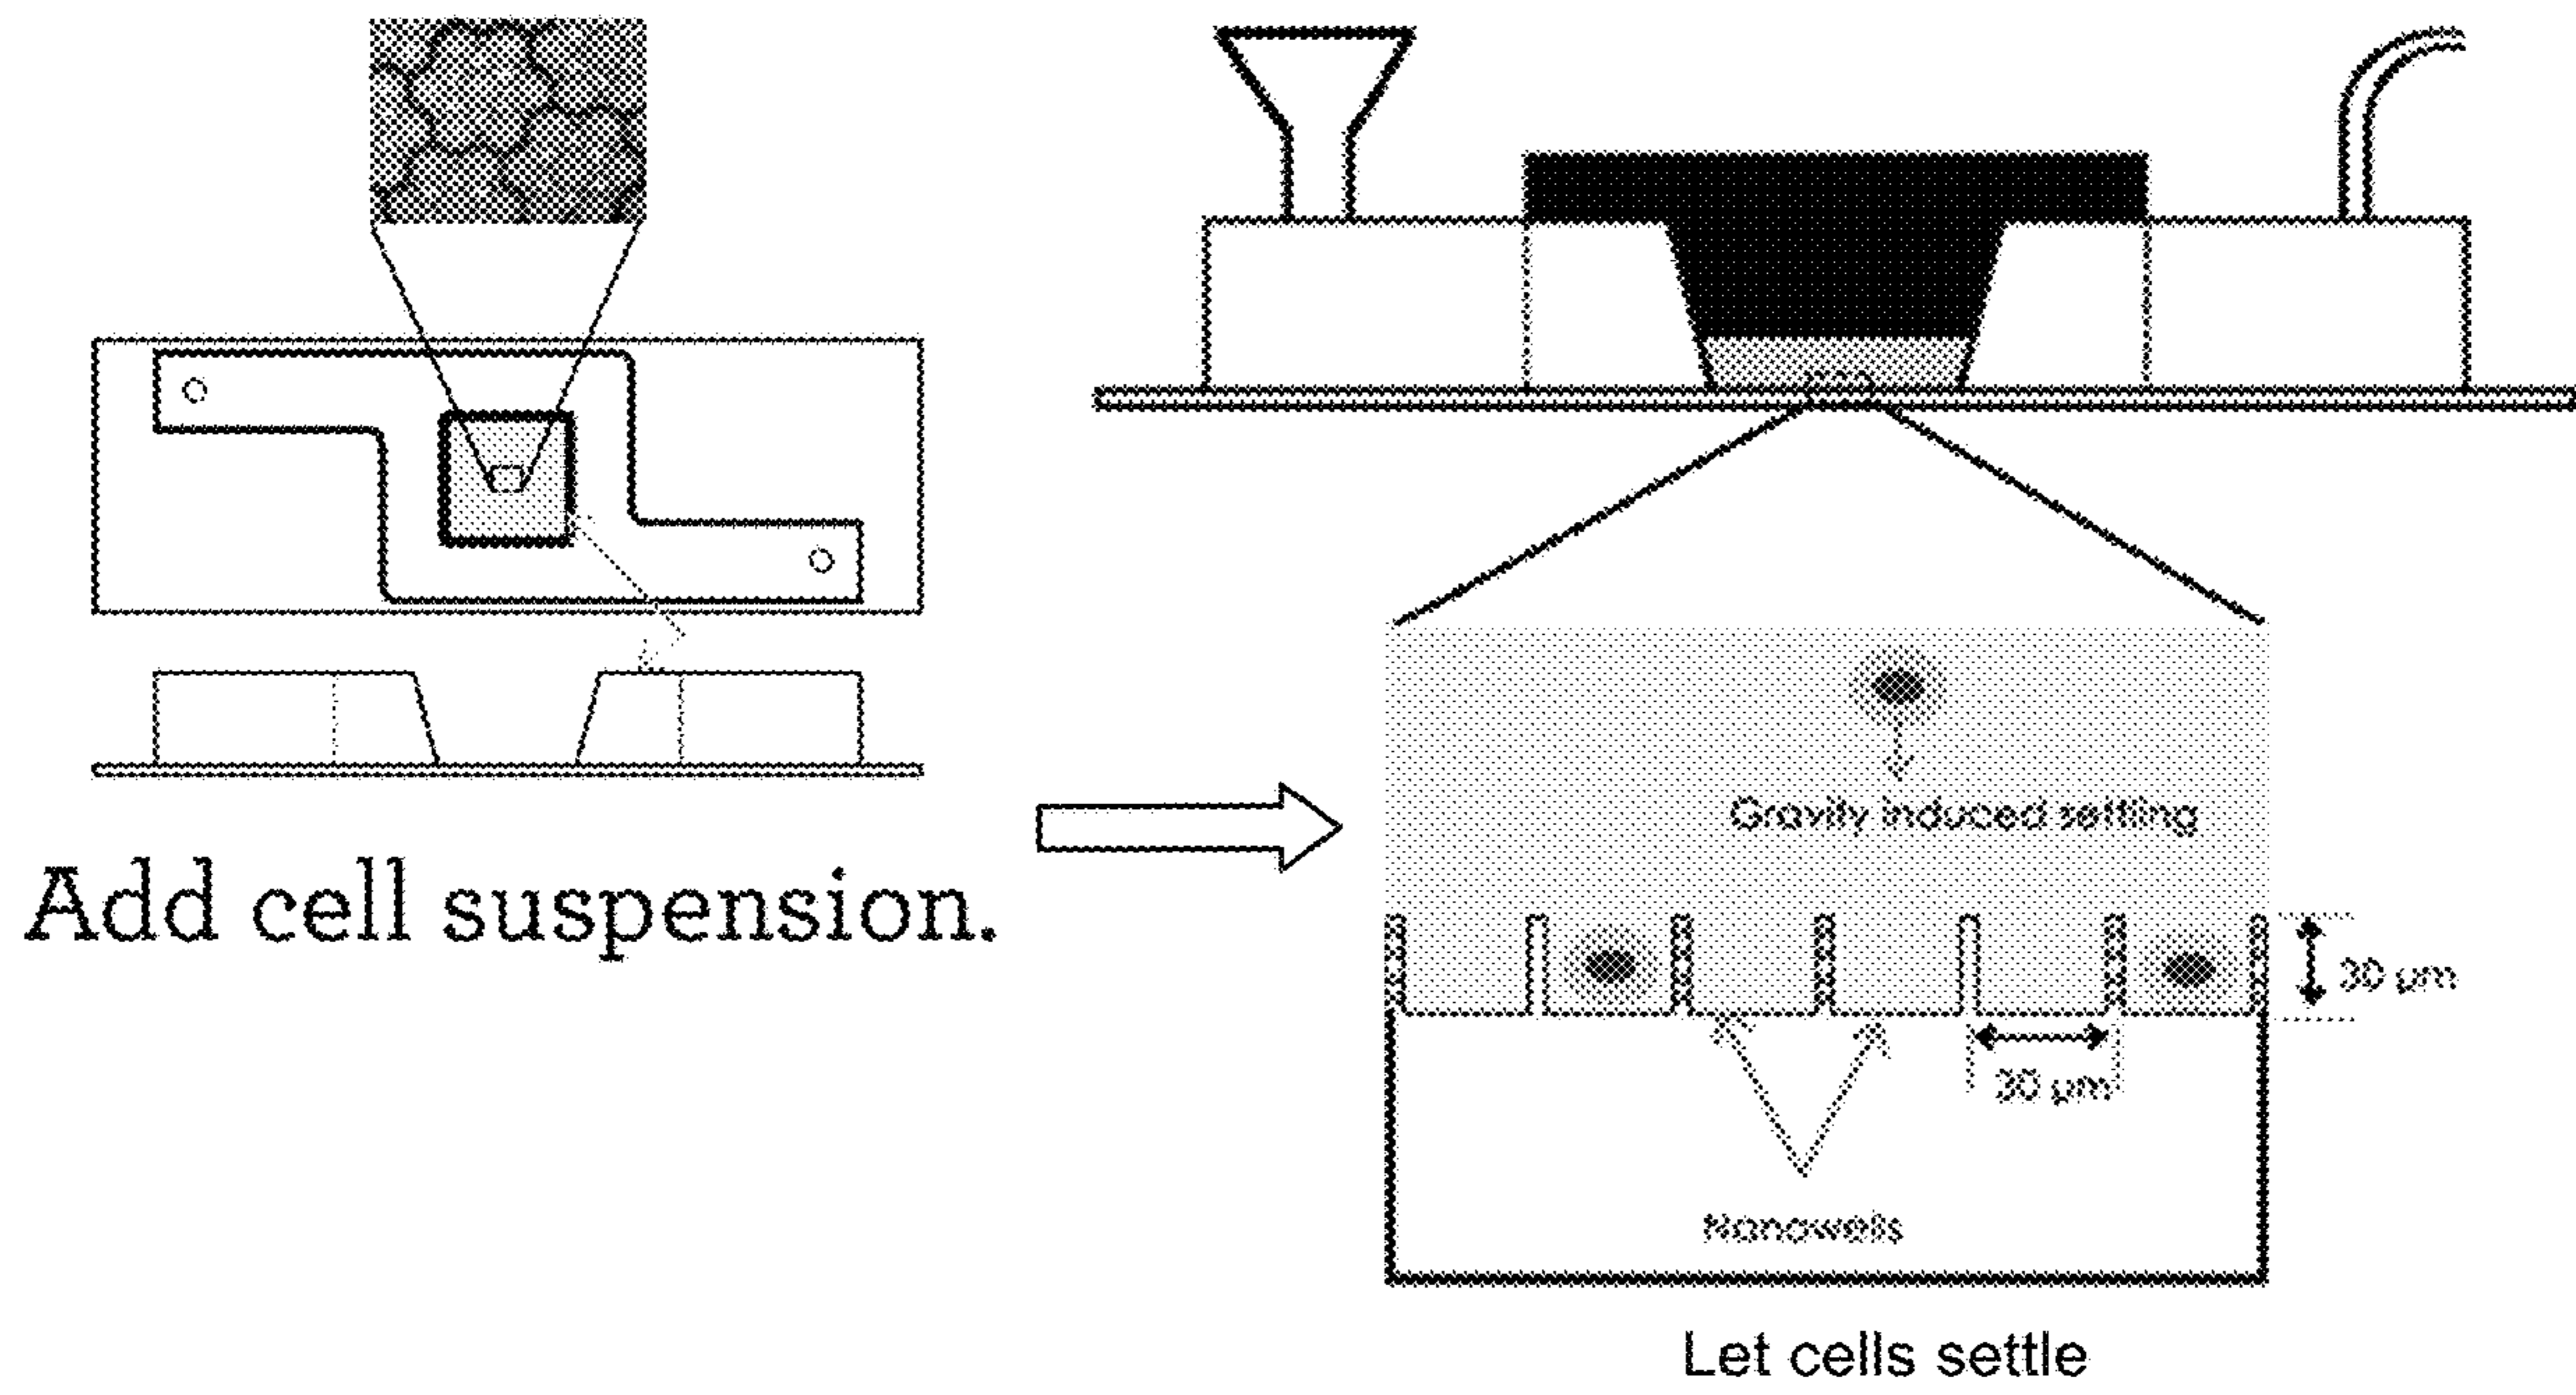 Add cell suspension.
Gravity induced settling
30 µm
30 µm
Nanowells
Let cells settle